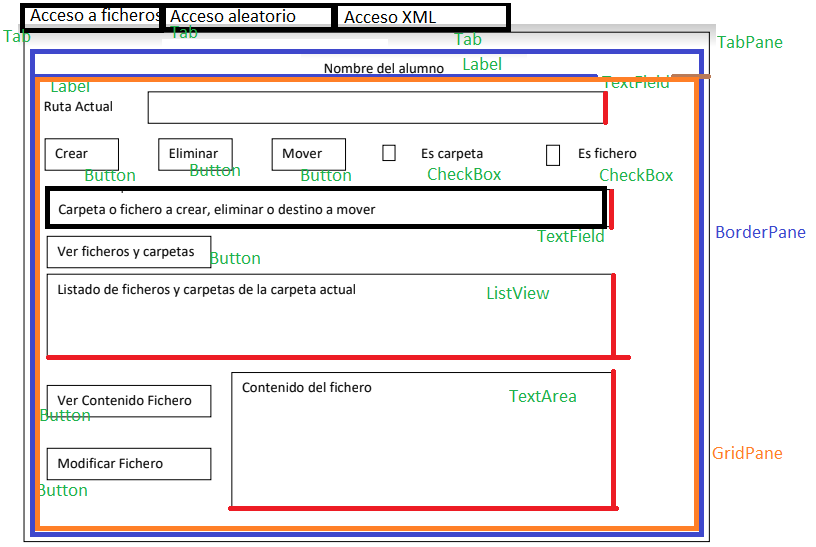 Acceso a ficheros Acceso aleatorio Acceso XML
Tab Tab Tab TabPane
Nombre del alumno Label
Label TextField
Ruta Actual
Crear Eliminar Mover Es carpeta Es fichero
Button Button Button CheckBox CheckBox
Carpeta o fichero a crear, eliminar o destino a mover
TextField BorderPane
Ver ficheros y carpetas Button
Listado de ficheros y carpetas de la carpeta actual ListView
Contenido del fichero
Ver Contenido Fichero TextArea
Button
Modificar Fichero GridPane
Button